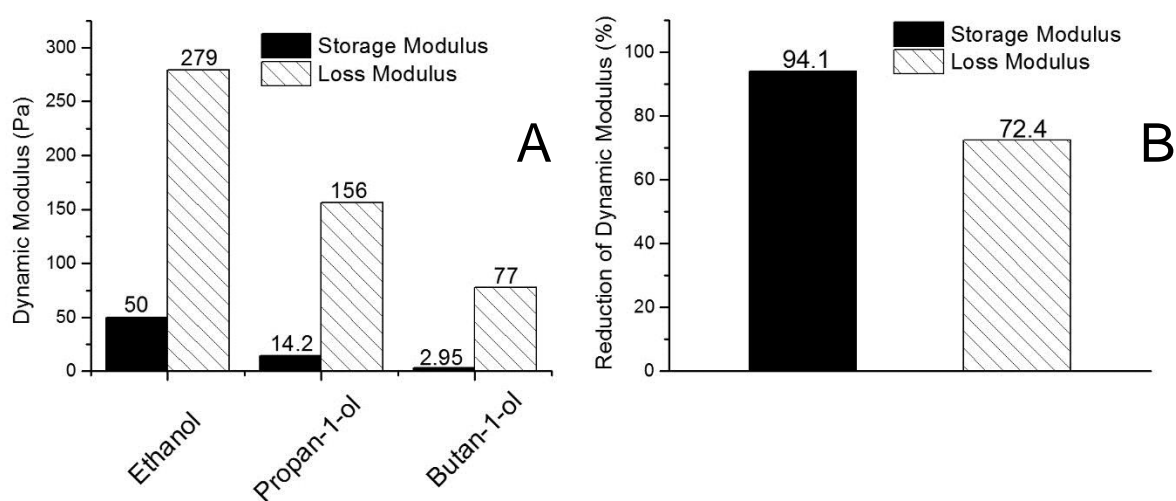 Dynamic Modulus (Pa)
300
250
200
150
100
50
0
Storage Modulus
Loss Modulus
279
156
77
50
14.2
2.95
A
Ethanol
Propan-1-ol
Butan-1-ol
Reduction of Dynamic Modulus (%)
100
80
60
40
20
0
Storage Modulus
Loss Modulus
94.1
72.4
B